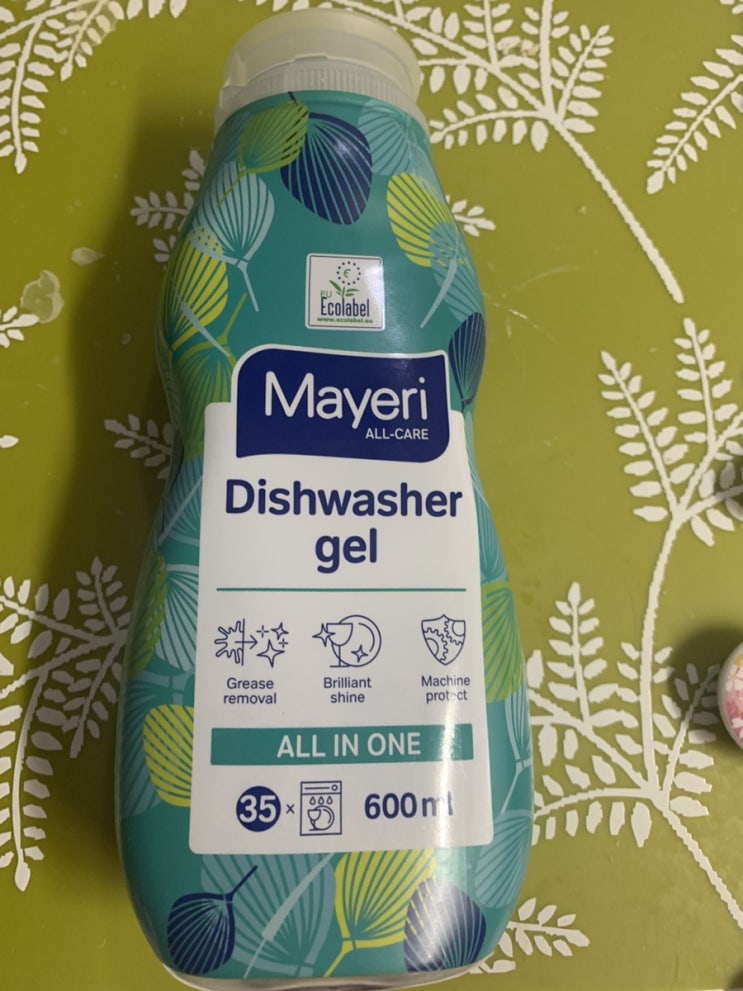 EU
Ecolabel
www.ecolabel.eu
Mayeri
ALL-CARE
Dishwasher
gel
Grease
removal
Brilliant
shine
Machine
protect
ALL IN ONE
35 x 600 ml